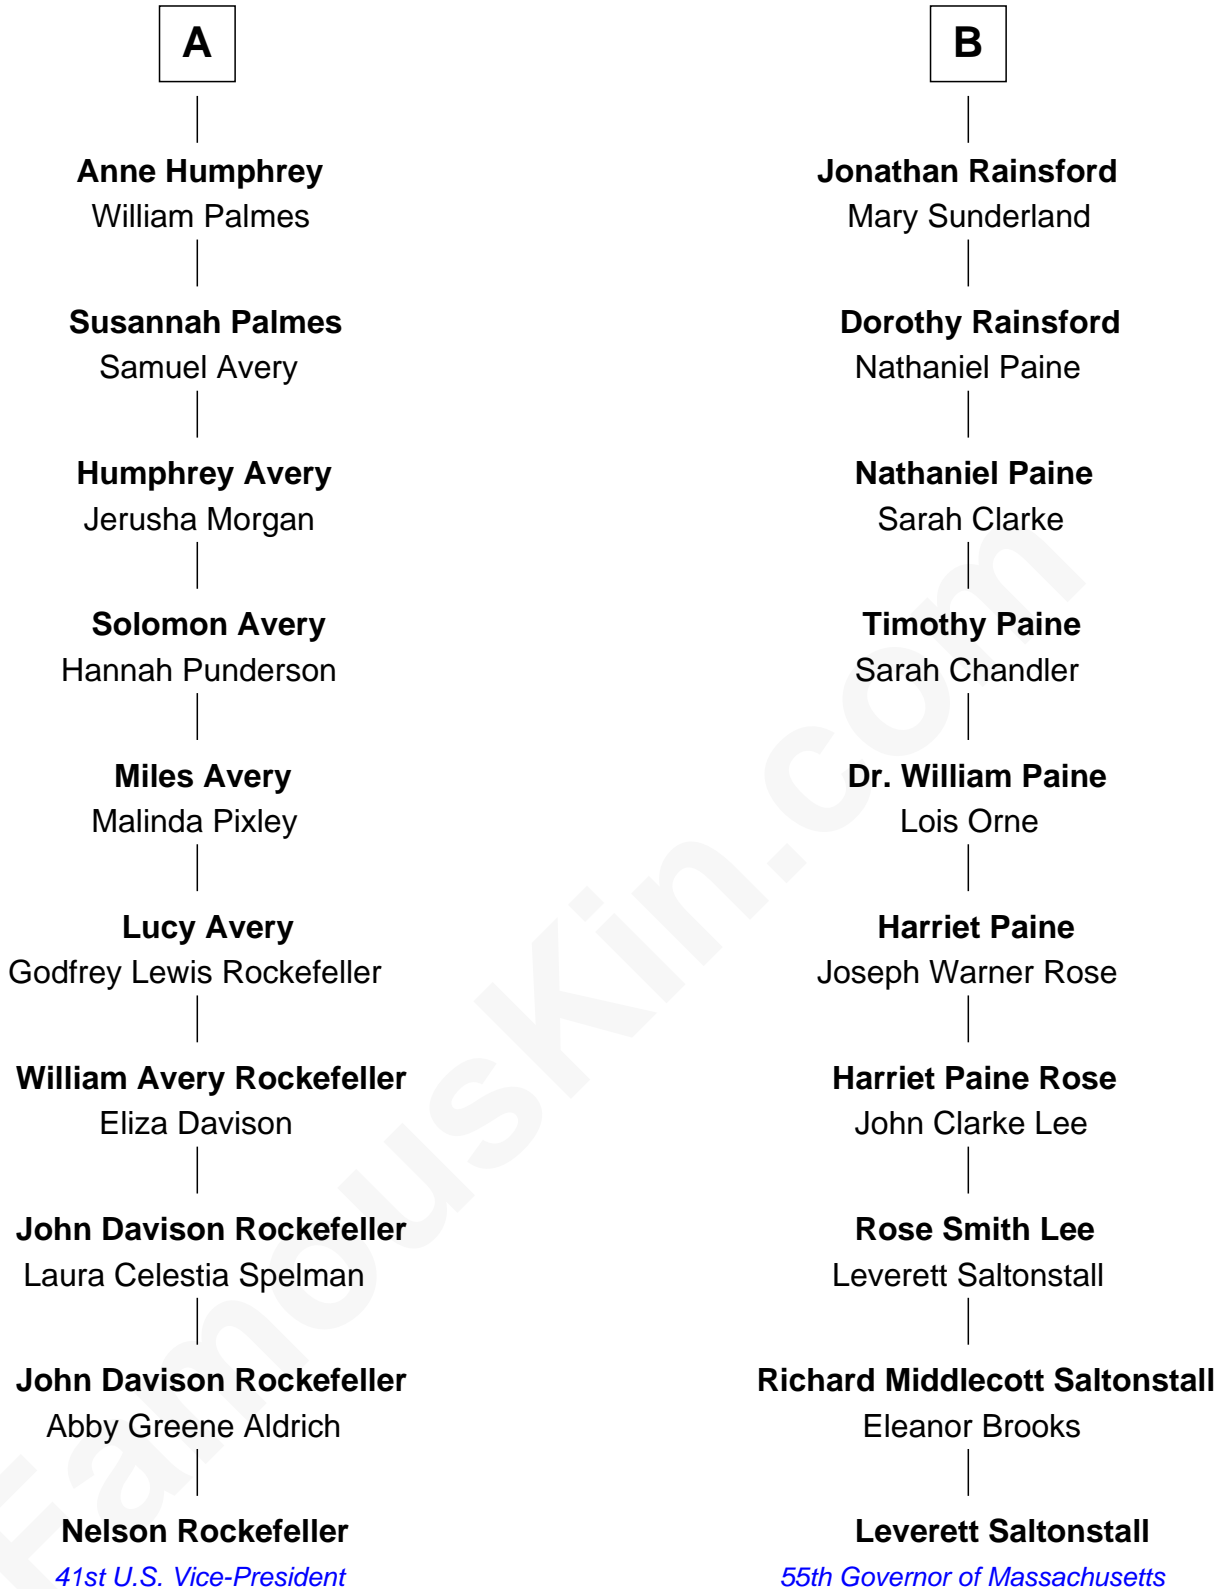 A
Anne Humphrey
William Palmes
Susannah Palmes
Samuel Avery
Humphrey Avery
Jerusha Morgan
Solomon Avery
Hannah Punderson
Miles Avery
Malinda Pixley
Lucy Avery
Godfrey Lewis Rockefeller
William Avery Rockefeller
Eliza Davison
John Davison Rockefeller
Laura Celestia Spelman
John Davison Rockefeller
Abby Greene Aldrich
Nelson Rockefeller
41st U.S. Vice-President
B
Jonathan Rainsford
Mary Sunderland
Dorothy Rainsford
Nathaniel Paine
Nathaniel Paine
Sarah Clarke
Timothy Paine
Sarah Chandler
Dr. William Paine
Lois Orne
Harriet Paine
Joseph Warner Rose
Harriet Paine Rose
John Clarke Lee
Rose Smith Lee
Leverett Saltonstall
Richard Middlecott Saltonstall
Eleanor Brooks
Leverett Saltonstall
55th Governor of Massachusetts
FamousKin.com